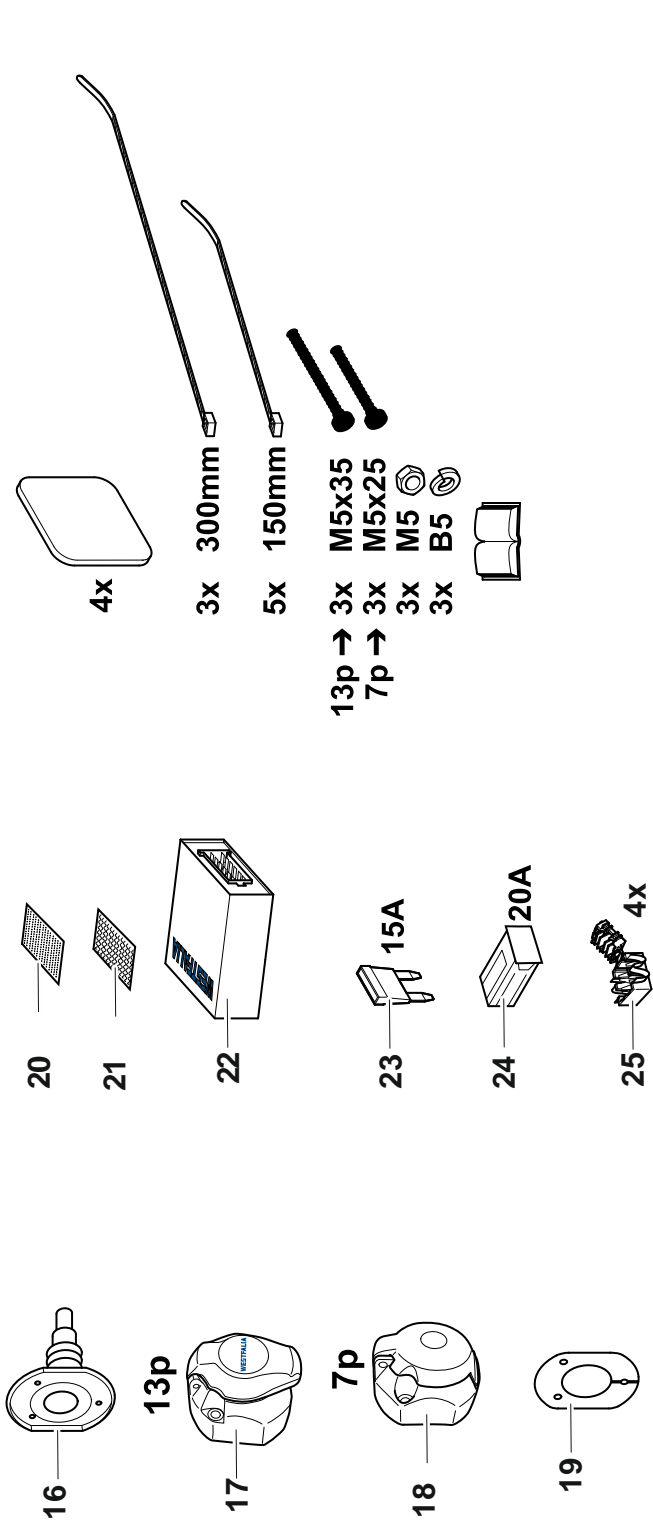 16
13p
17
WESTFALIA
7p
18
19
20
21
22
WESTFALIA
23
15A
24
20A
25
4x
4x
3x 300mm
5x 150mm
13p → 3x M5x35
7p → 3x M5x25
3x M5
3x B5